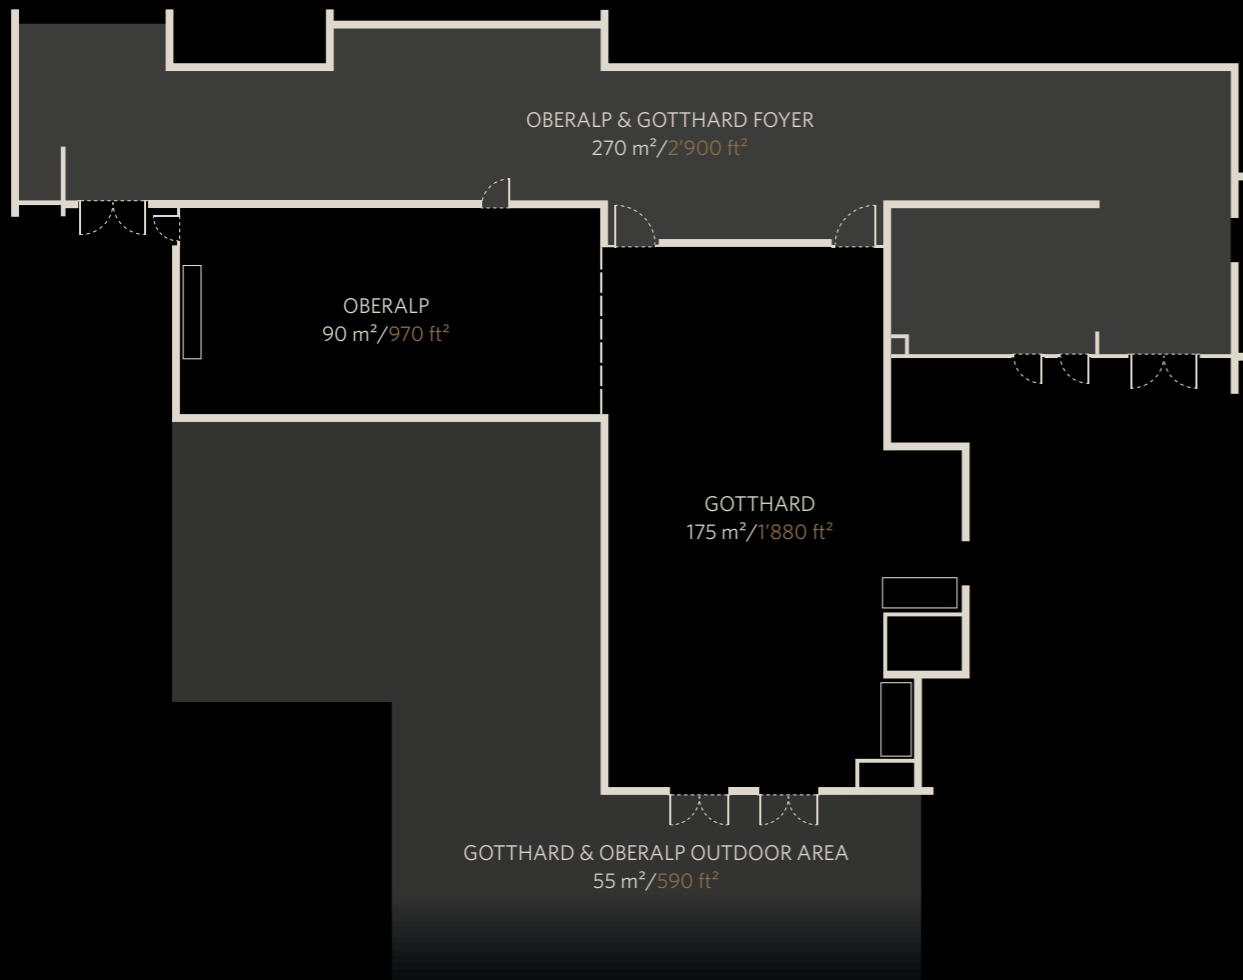 OBERALP & GOTTHARD FOYER
270 m²/2’900 ft²
OBERALP
90 m²/970 ft²
GOTTHARD
175 m²/1’880 ft²
GOTTHARD & OBERALP OUTDOOR AREA
55 m²/590 ft²